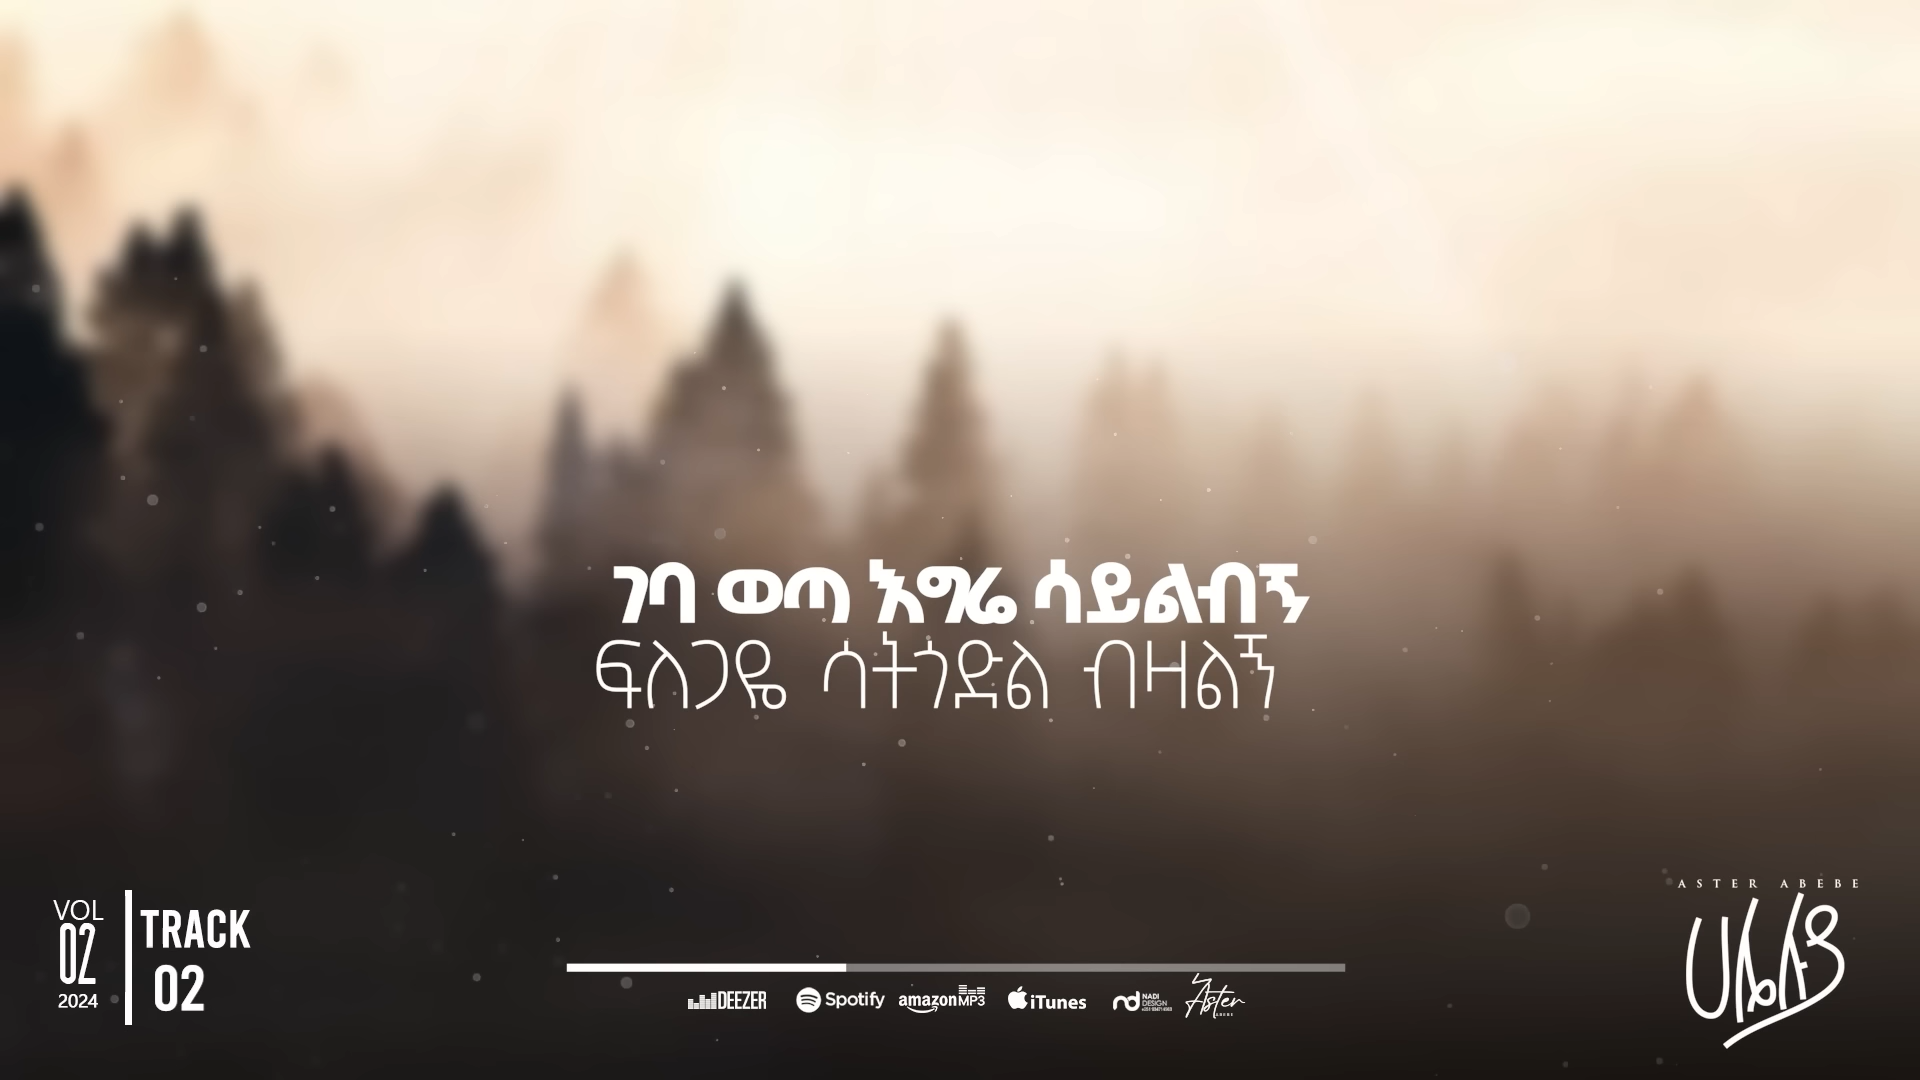 ገባ ወጣ እግሬ ሳይልብኝ
ፍለጋዬ ሳትጎድል ብዛልኝ
VOL
02
2024
TRACK
02
DEEZER
Spotify
amazonMP3
iTunes
NADI
DESIGN
Aster
ABEBE
ASTER ABEBE